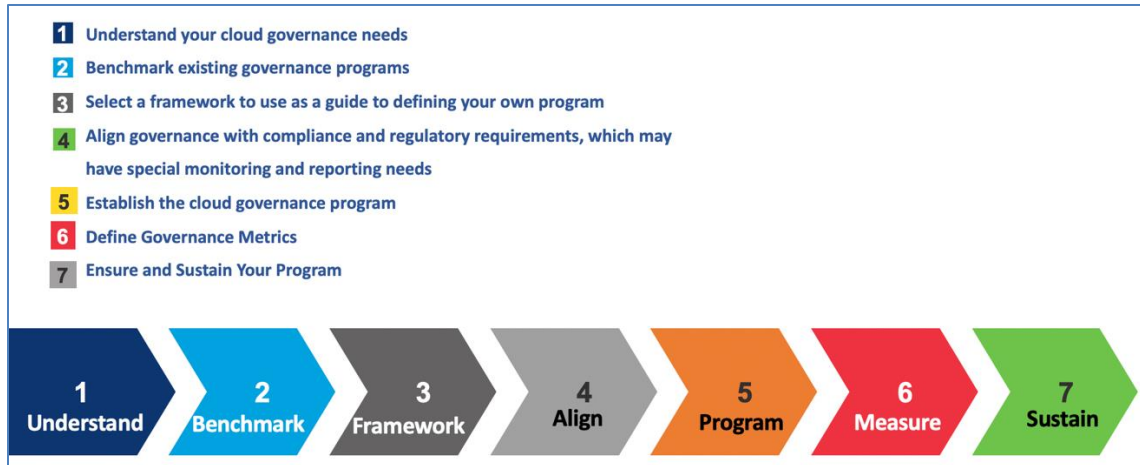 1 Understand your cloud governance needs
2 Benchmark existing governance programs
3 Select a framework to use as a guide to defining your own program
4 Align governance with compliance and regulatory requirements, which may
have special monitoring and reporting needs
5 Establish the cloud governance program
6 Define Governance Metrics
7 Ensure and Sustain Your Program
1
Understand
2
Benchmark
3
Framework
4
Align
5
Program
6
Measure
7
Sustain